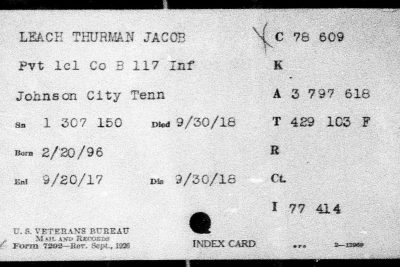 LEACH THURMAN JACOB C 78 609
Pvt 1cl Co B 117 Inf K
Johnson City Tenn A 3 797 618
Sn 1 307 150 Died 9/30/18 T 429 103 F
Born 2/20/96 R
Enl 9/20/17 Dis 9/30/18 Ct.
I 77 414
U. S. VETERANS BUREAU
MAIL AND RECORDS
Form 7202—Rev. Sept., 1926 INDEX CARD